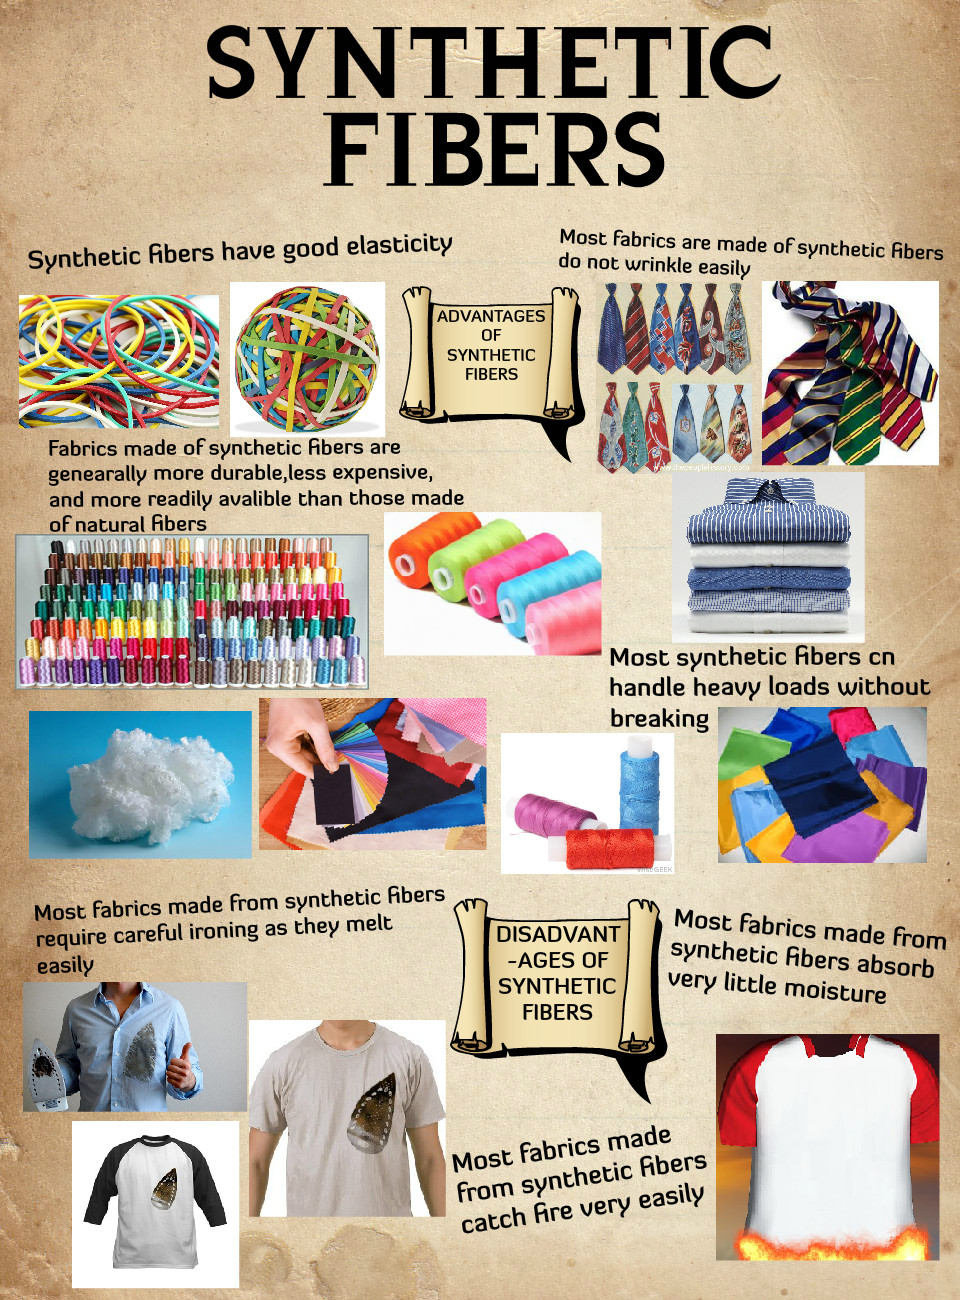 SYNTHETIC
FIBERS
Synthetic fibers have good elasticity
Most fabrics are made of synthetic fibers
do not wrinkle easily
ADVANTAGES
OF
SYNTHETIC
FIBERS
www.thepeoplehistory.com
Fabrics made of synthetic fibers are
genearally more durable,less expensive,
and more readily avalible than those made
of natural fibers
Most synthetic fibers cn
handle heavy loads without
breaking
wiseGEEK
Most fabrics made from synthetic fibers
require careful ironing as they melt
easily
DISADVANT
-AGES OF
SYNTHETIC
FIBERS
Most fabrics made from
synthetic fibers absorb
very little moisture
Most fabrics made
from synthetic fibers
catch fire very easily